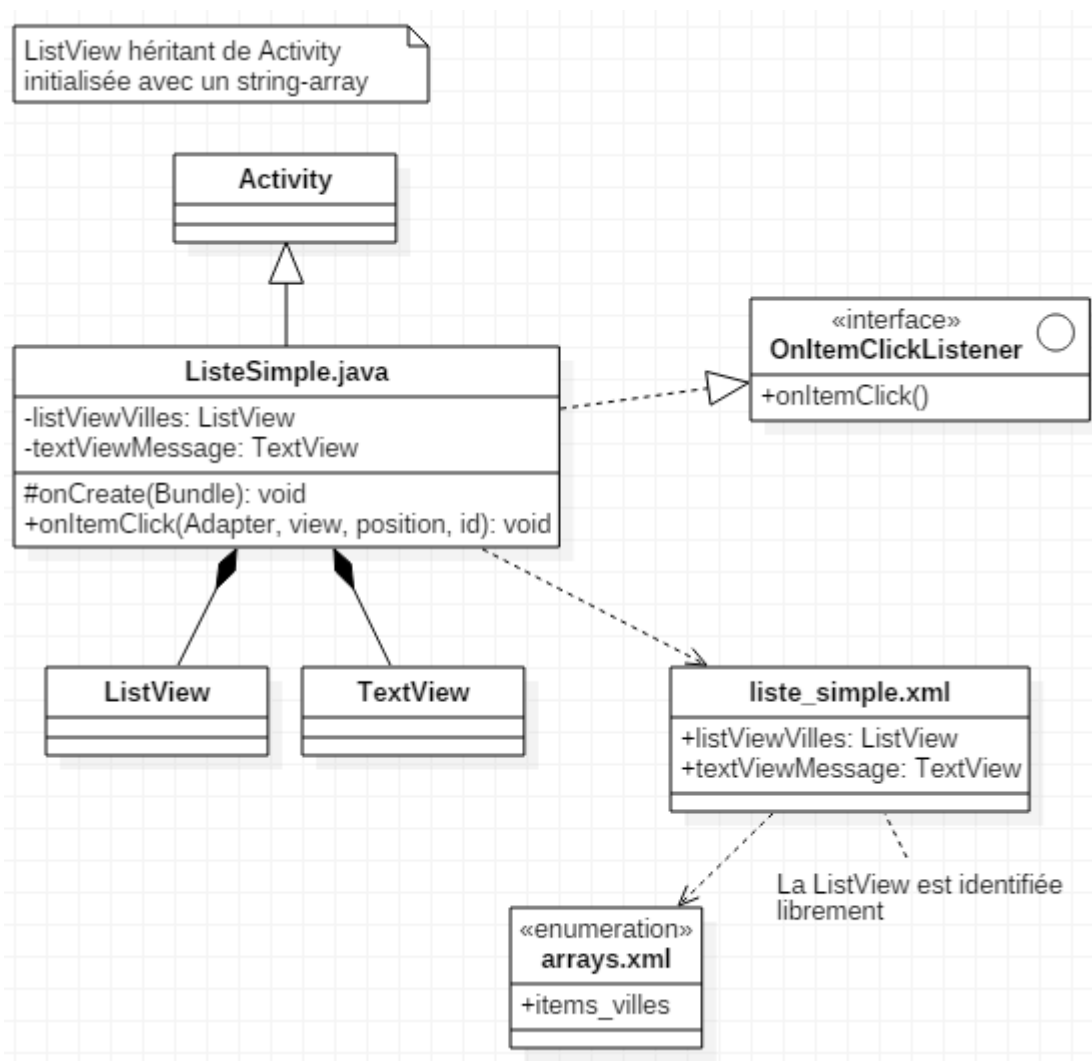 ListView héritant de Activity
initialisée avec un string-array
Activity
«interface»
OnItemClickListener
+onItemClick()
ListeSimple.java
-listViewVilles: ListView
-textViewMessage: TextView
#onCreate(Bundle): void
+onItemClick(Adapter, view, position, id): void
ListView
TextView
liste_simple.xml
+listViewVilles: ListView
+textViewMessage: TextView
La ListView est identifiée
librement
«enumeration»
arrays.xml
+items_villes